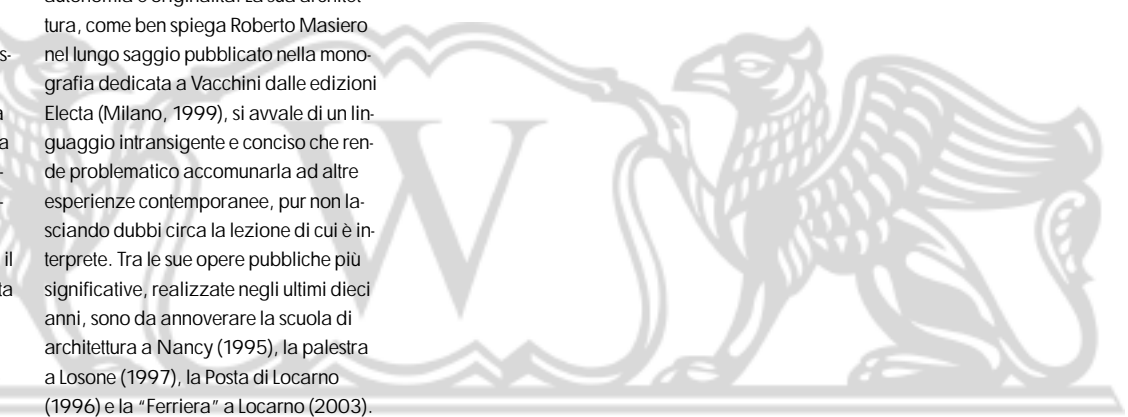 autonomia e originalità. La sua architet-
tura, come ben spiega Roberto Masiero
nel lungo saggio pubblicato nella mono-
grafia dedicata a Vacchini dalle edizioni
Electa (Milano, 1999), si avvale di un lin-
guaggio intransigente e conciso che ren-
de problematico accomunarla ad altre
esperienze contemporanee, pur non la-
sciando dubbi circa la lezione di cui è in-
terprete. Tra le sue opere pubbliche più
significative, realizzate negli ultimi dieci
anni, sono da annoverare la scuola di
architettura a Nancy (1995), la palestra
a Losone (1997), la Posta di Locarno
(1996) e la "Ferriera" a Locarno (2003).
W